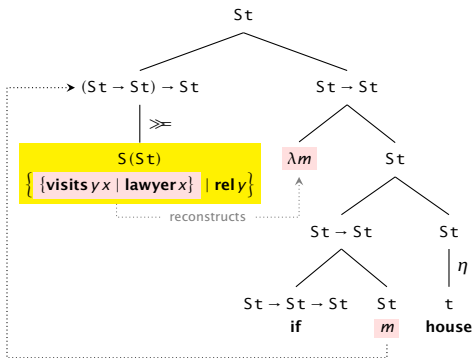 St
(St → St) → St St → St
≫=
S(St) λm St
{ {visits y x | lawyer x} | rel y}
reconstructs
St → St St
η
St → St → St St t
if m house